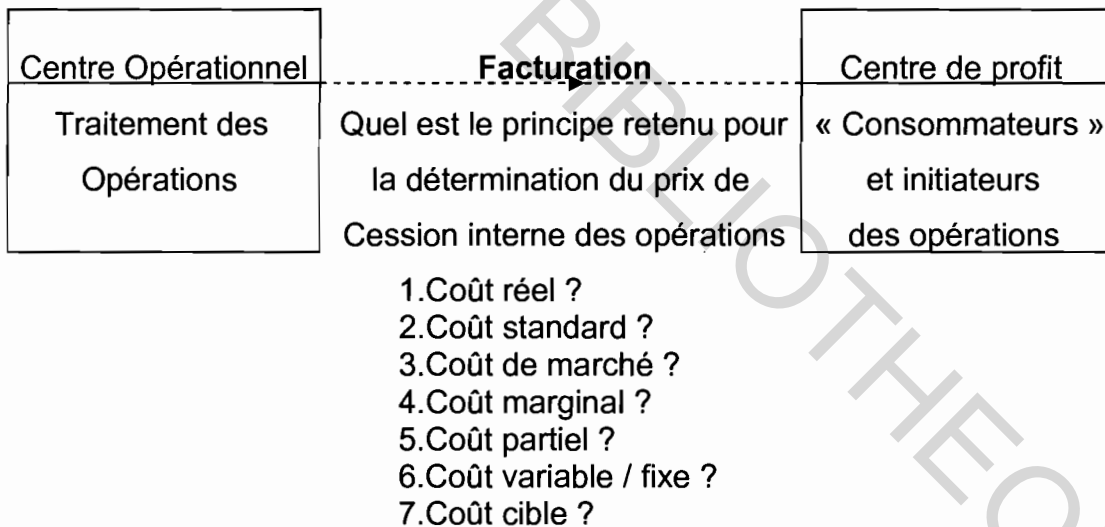 Centre Opérationnel Facturation Centre de profit
Traitement des Quel est le principe retenu pour « Consommateurs »
Opérations la détermination du prix de et initiateurs
Cession interne des opérations des opérations
1.Coût réel ?
2.Coût standard ?
3.Coût de marché ?
4.Coût marginal ?
5.Coût partiel ?
6.Coût variable / fixe ?
7.Coût cible ?
BIBLIOTHEQ